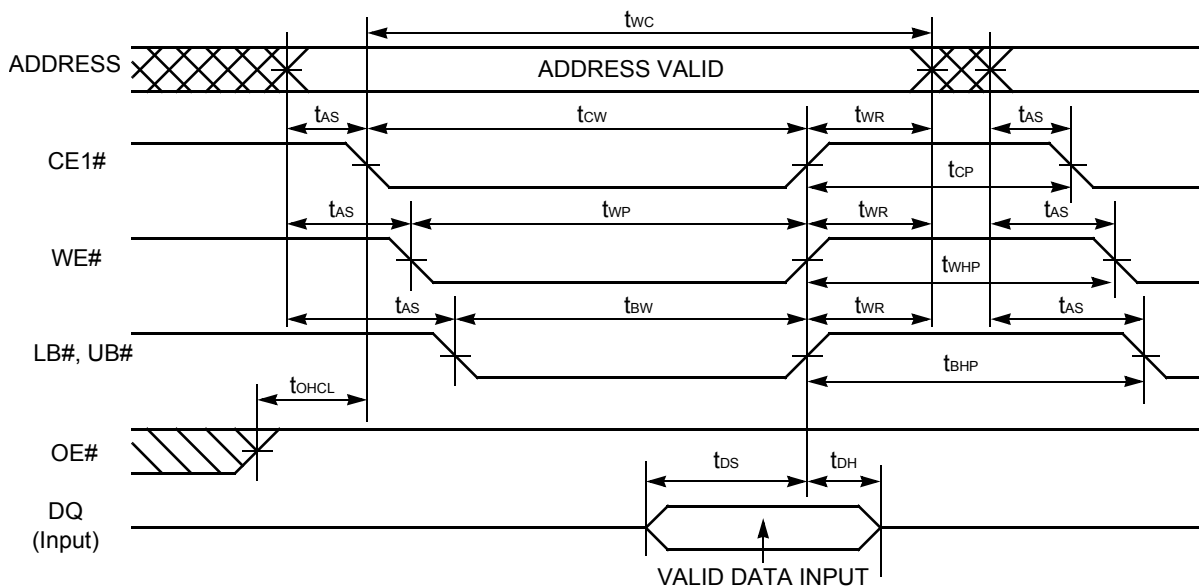 tWC
ADDRESS
ADDRESS VALID
tAS
tCW
tWR
tAS
CE1#
tCP
tAS
tWP
tWR
tAS
WE#
tWHP
tAS
tBW
tWR
tAS
LB#, UB#
tBHP
tOHCL
OE#
tDS
tDH
DQ
(Input)
VALID DATA INPUT